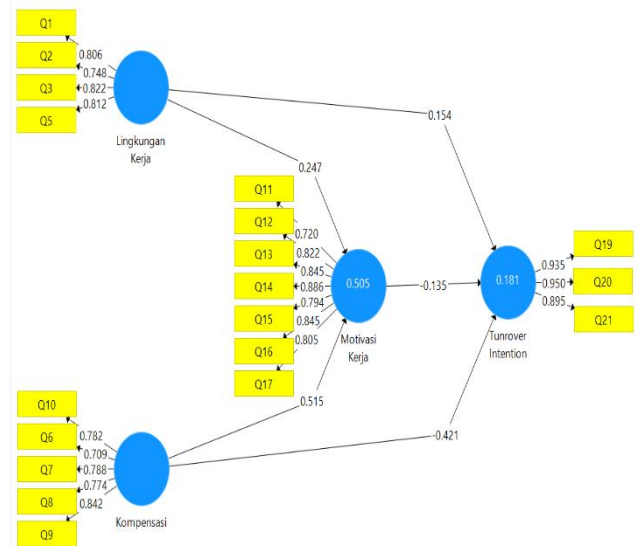 Q1
Q2
Q3
Q5
0.806
0.748
0.822
0.812
Lingkungan
Kerja
0.154
0.247
Q11
Q12
Q13
Q14
Q15
Q16
Q17
0.720
0.822
0.845
0.886
0.794
0.845
0.805
0.505
Motivasi
Kerja
-0.135
0.181
Tunrover
Intention
0.935
0.950
0.895
Q19
Q20
Q21
0.515
-0.421
Q10
Q6
Q7
Q8
Q9
0.782
0.709
0.788
0.774
0.842
Kompensasi